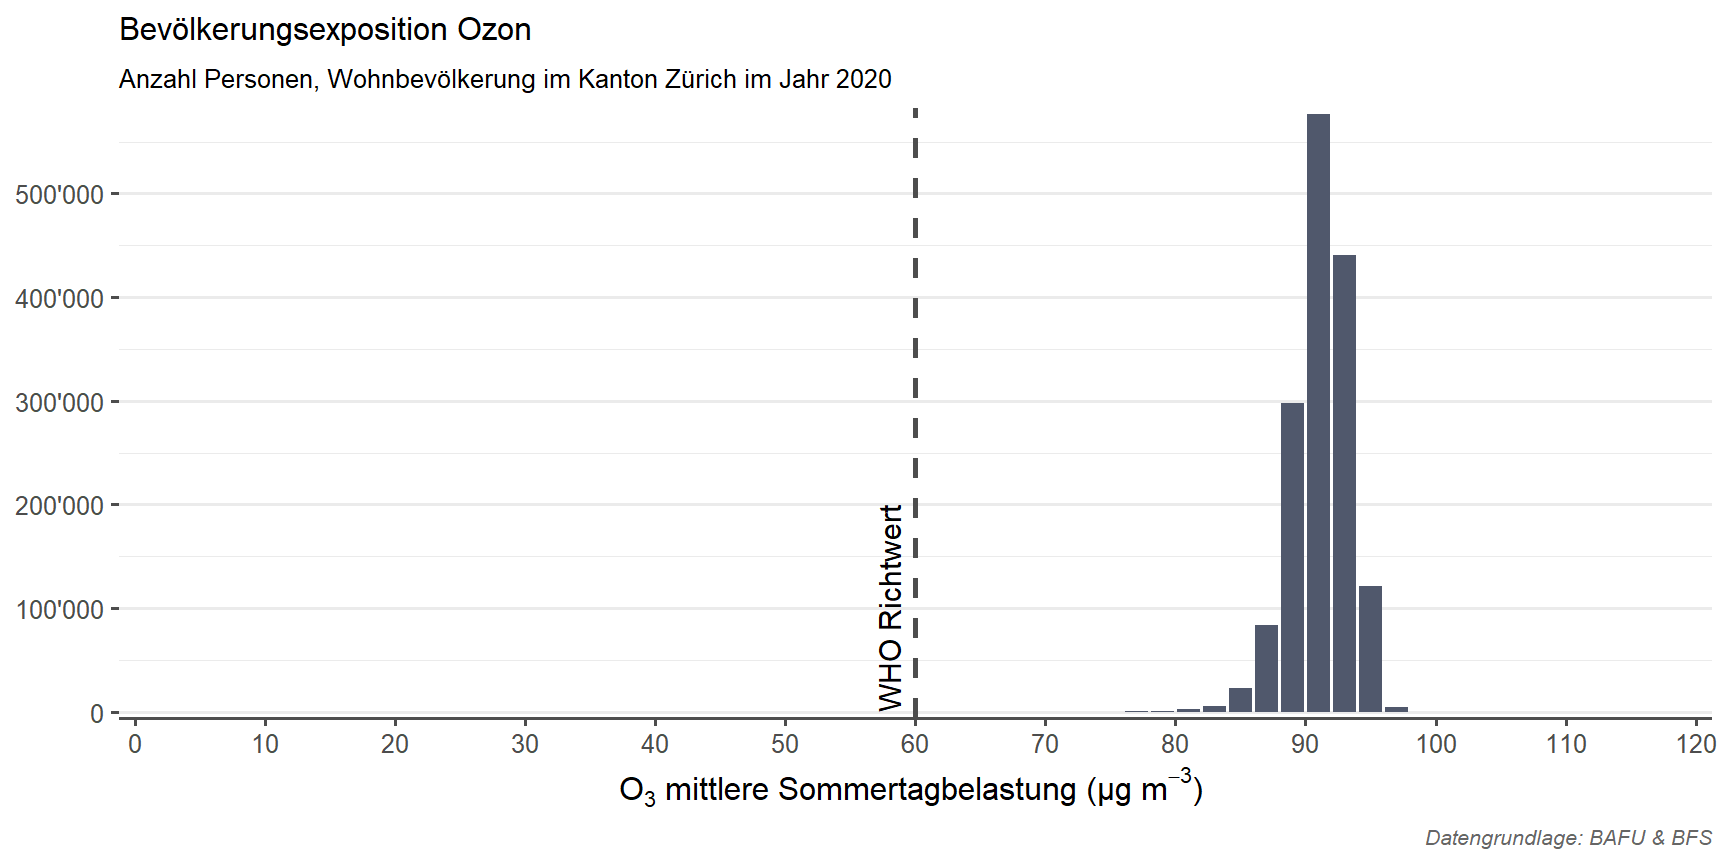 Bevölkerungsexposition Ozon
Anzahl Personen, Wohnbevölkerung im Kanton Zürich im Jahr 2020
500'000
400'000
300'000
200'000
100'000
0
WHO Richtwert
0 10 20 30 40 50 60 70 80 90 100 110 120
O₃ mittlere Sommertagbelastung (µg m⁻³)
Datengrundlage: BAFU & BFS